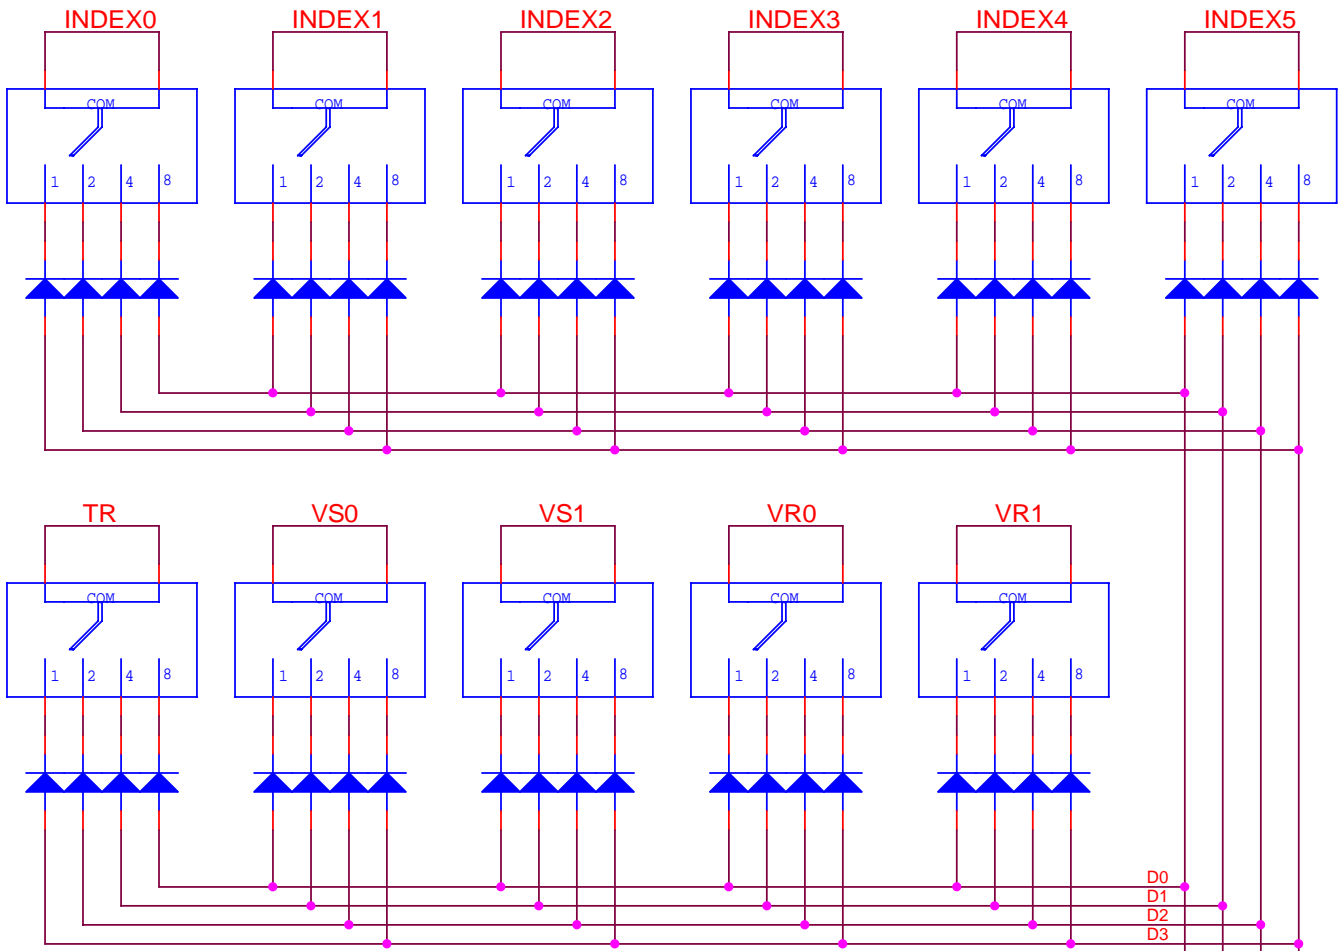 INDEX0 INDEX1 INDEX2 INDEX3 INDEX4 INDEX5
COM COM COM COM COM COM
1 2 4 8 1 2 4 8 1 2 4 8 1 2 4 8 1 2 4 8 1 2 4 8
TR VS0 VS1 VR0 VR1
COM COM COM COM COM
1 2 4 8 1 2 4 8 1 2 4 8 1 2 4 8 1 2 4 8
D0
D1
D2
D3